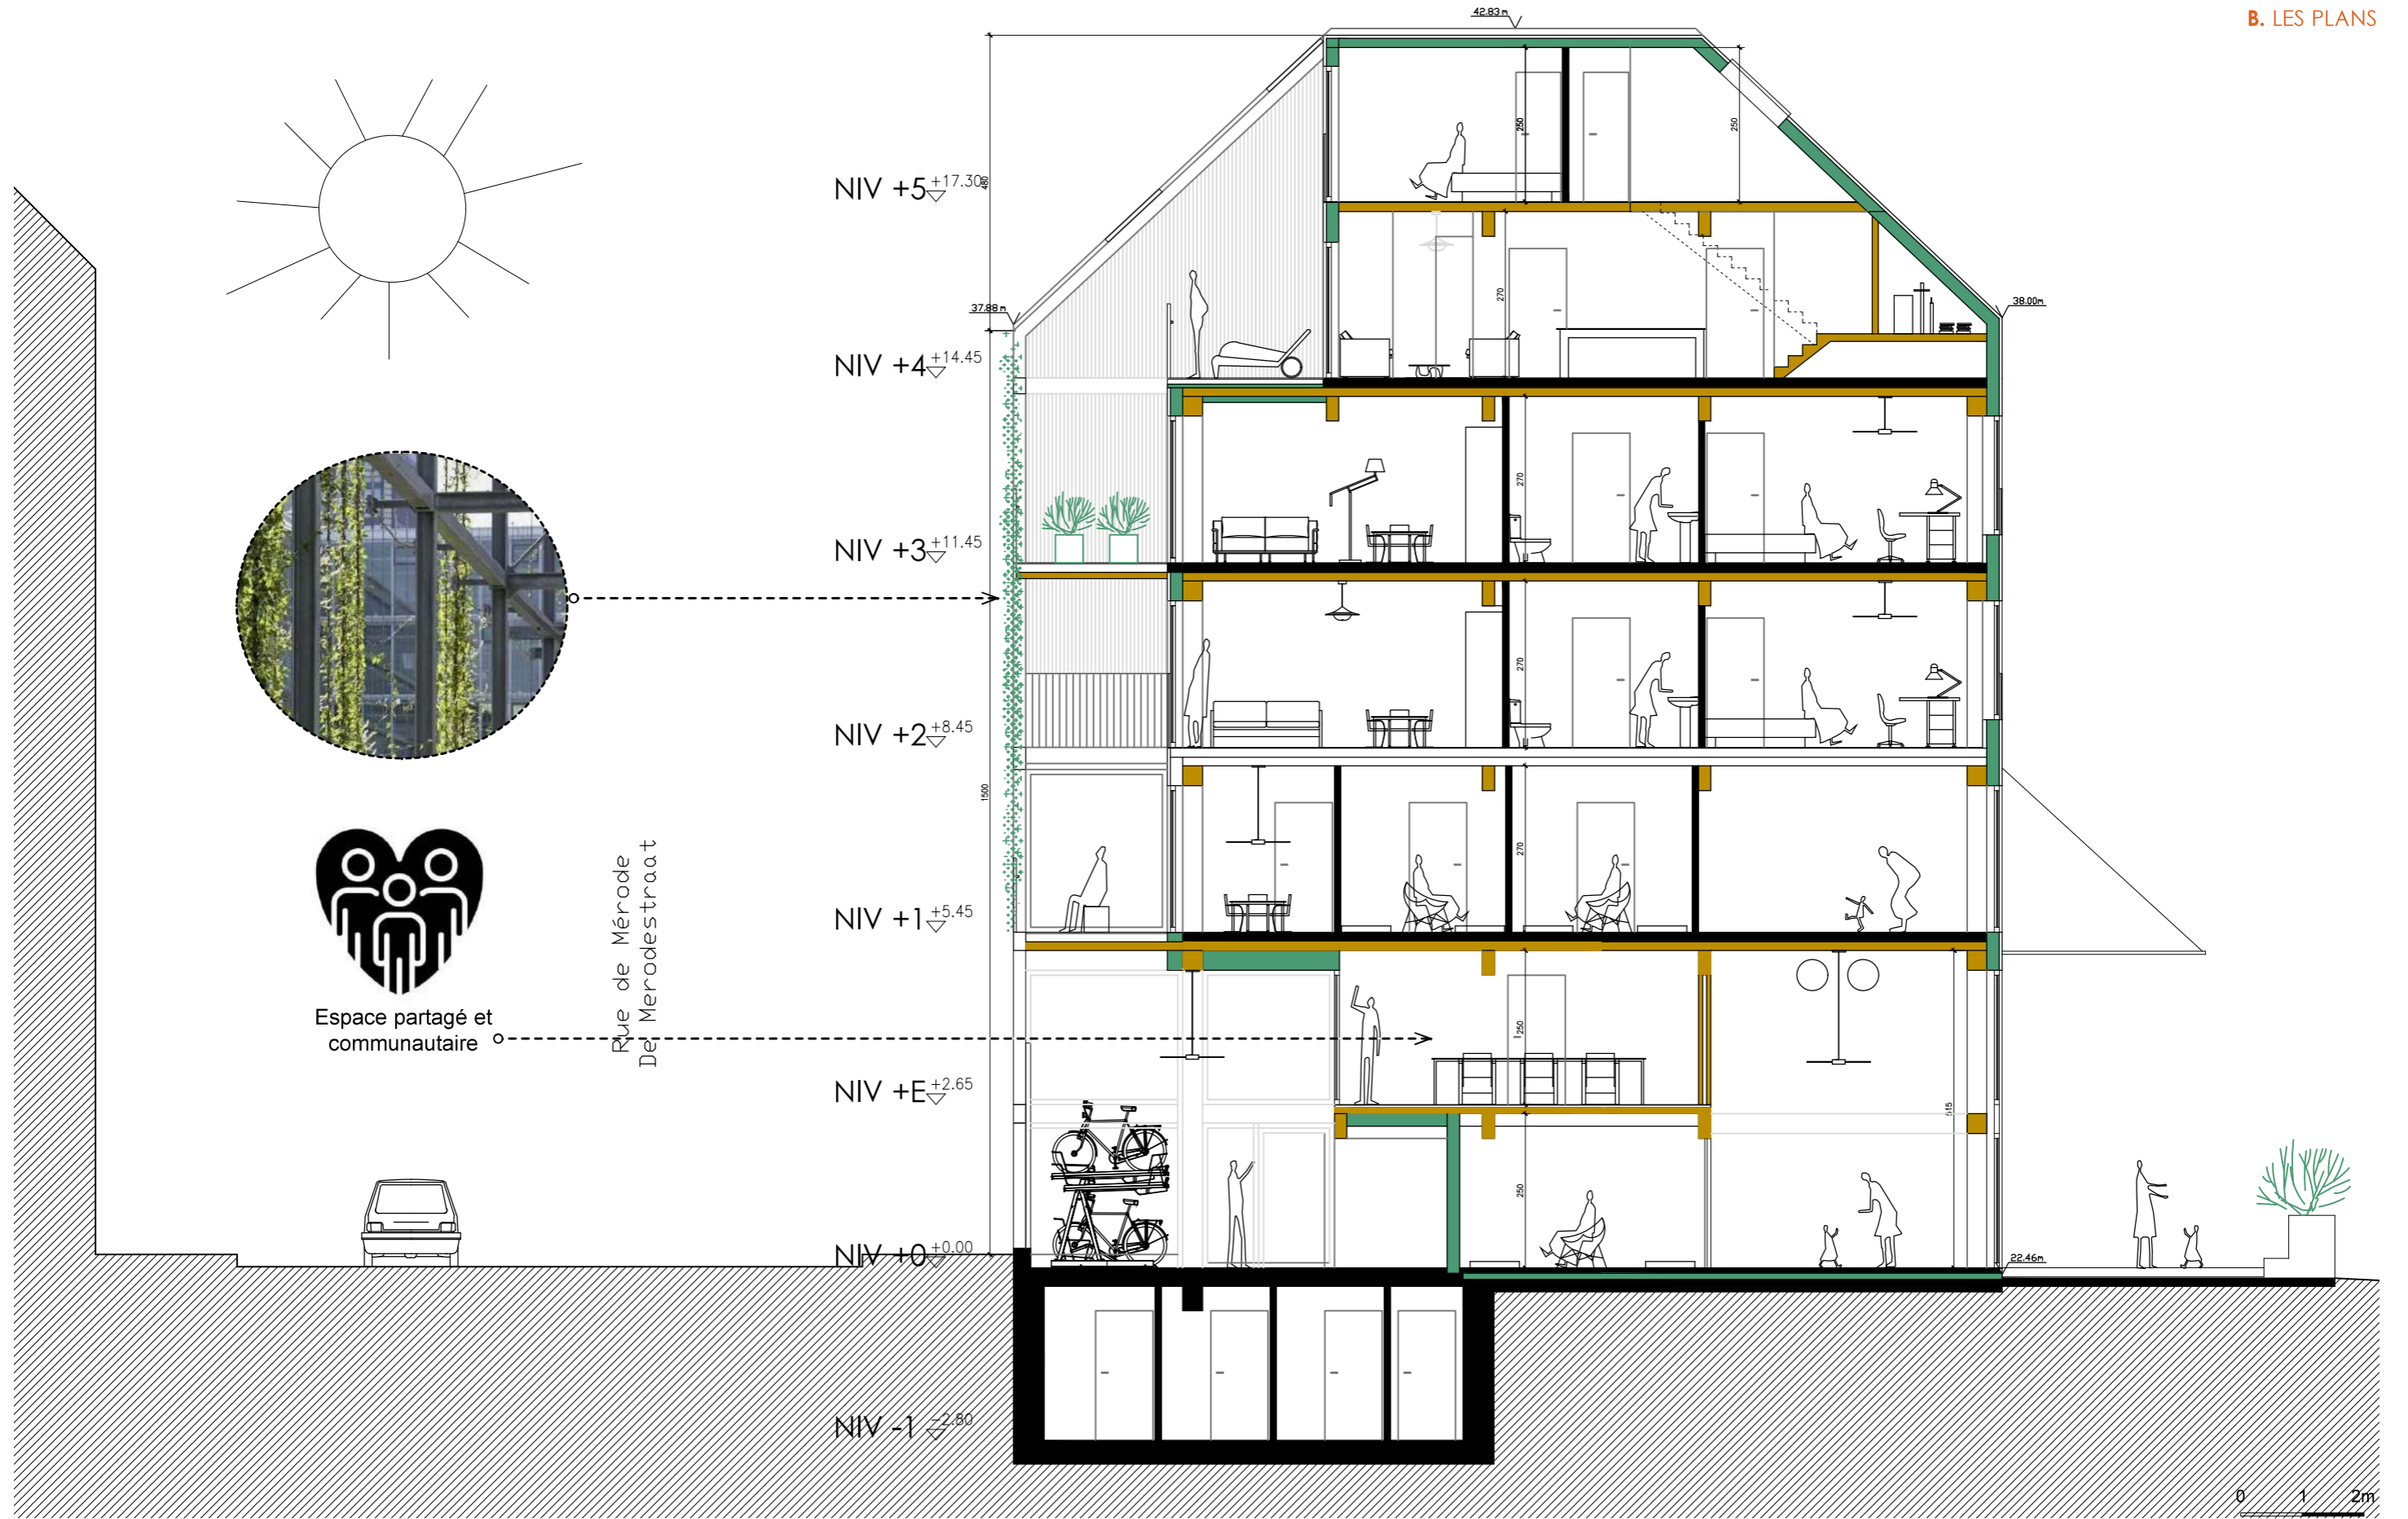 B. LES PLANS
42.83m
NIV +5 +17.30
480
250
250
37.88m
38.00m
270
NIV +4 +14.45
270
NIV +3 +11.45
270
NIV +2 +8.45
1500
270
NIV +1 +5.45
Rue de Mérode
De Merodestraat
Espace partagé et
communautaire
250
NIV +E +2.65
515
250
NIV +0 +0.00
22.46m
NIV -1 -2.80
0 1 2m